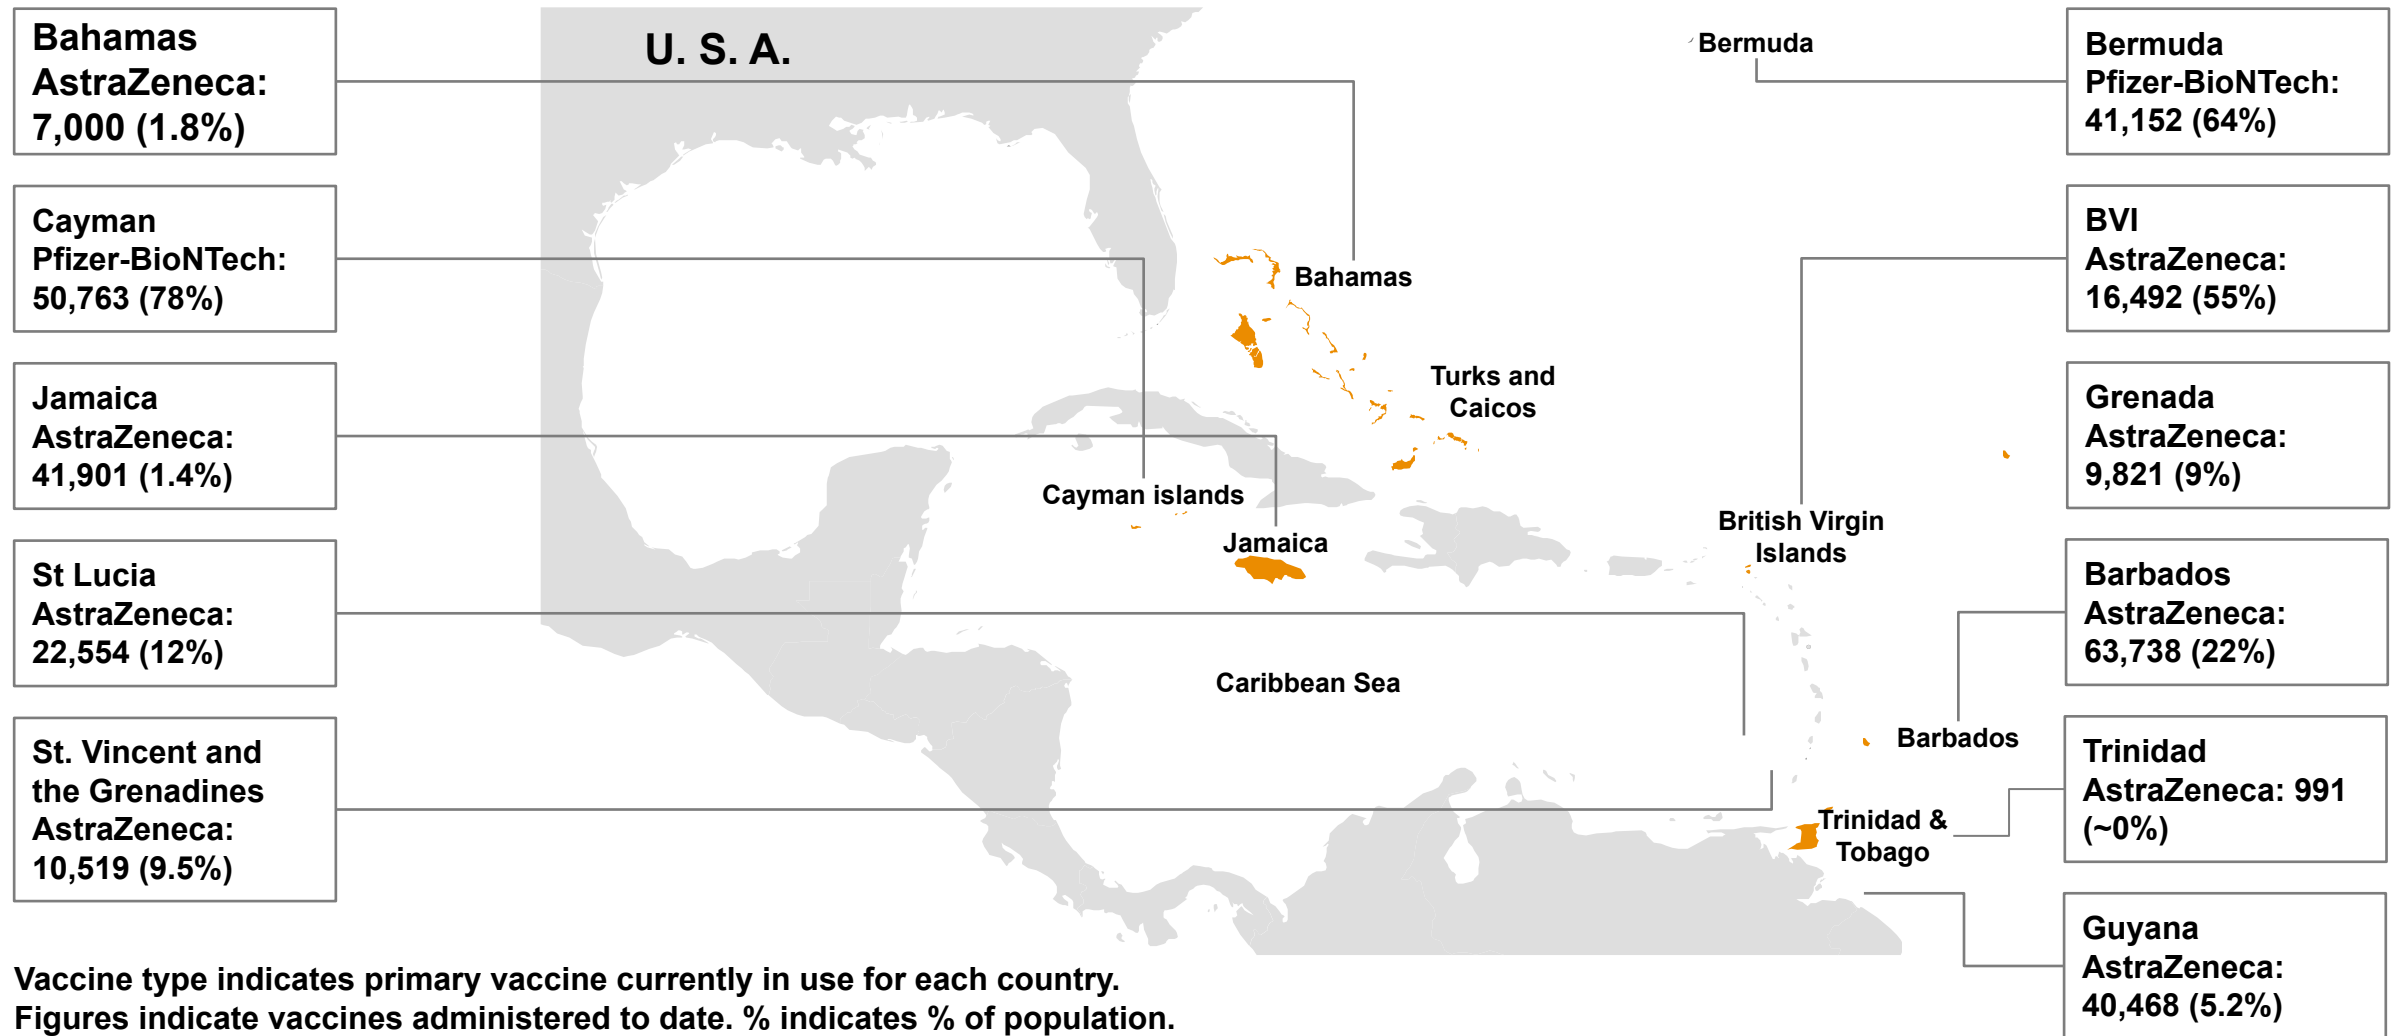 Bahamas
AstraZeneca:
7,000 (1.8%)
Cayman
Pfizer-BioNTech:
50,763 (78%)
Jamaica
AstraZeneca:
41,901 (1.4%)
St Lucia
AstraZeneca:
22,554 (12%)
St. Vincent and
the Grenadines
AstraZeneca:
10,519 (9.5%)
U. S. A.
Bermuda
Bahamas
Turks and
Caicos
Cayman islands
Jamaica
British Virgin
Islands
Caribbean Sea
Barbados
Trinidad &
Tobago
Bermuda
Pfizer-BioNTech:
41,152 (64%)
BVI
AstraZeneca:
16,492 (55%)
Grenada
AstraZeneca:
9,821 (9%)
Barbados
AstraZeneca:
63,738 (22%)
Trinidad
AstraZeneca: 991
(~0%)
Guyana
AstraZeneca:
40,468 (5.2%)
Vaccine type indicates primary vaccine currently in use for each country.
Figures indicate vaccines administered to date. % indicates % of population.